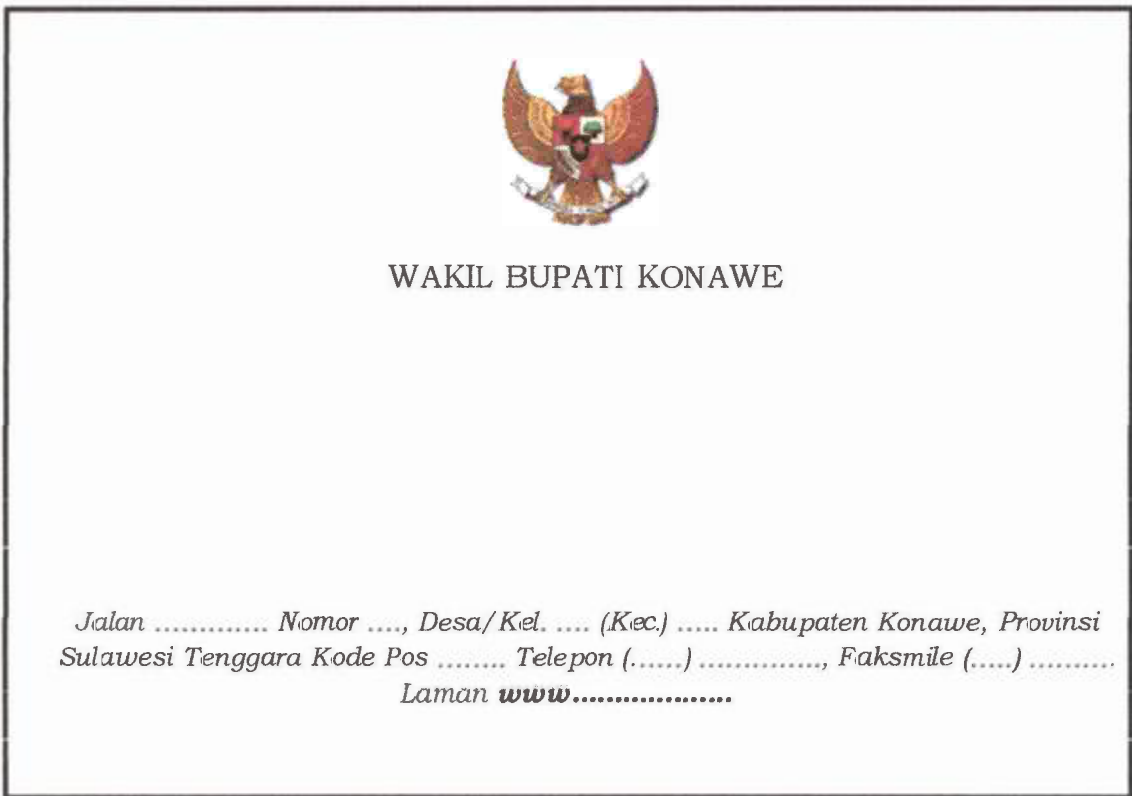 WAKIL BUPATI KONAWE
Jalan ............. Nomor ...., Desa/Kel. .... (Kec.) ..... Kabupaten Konawe, Provinsi
Sulawesi Tenggara Kode Pos ........ Telepon (......) .............., Faksmile (.....) ..........
Laman www...................